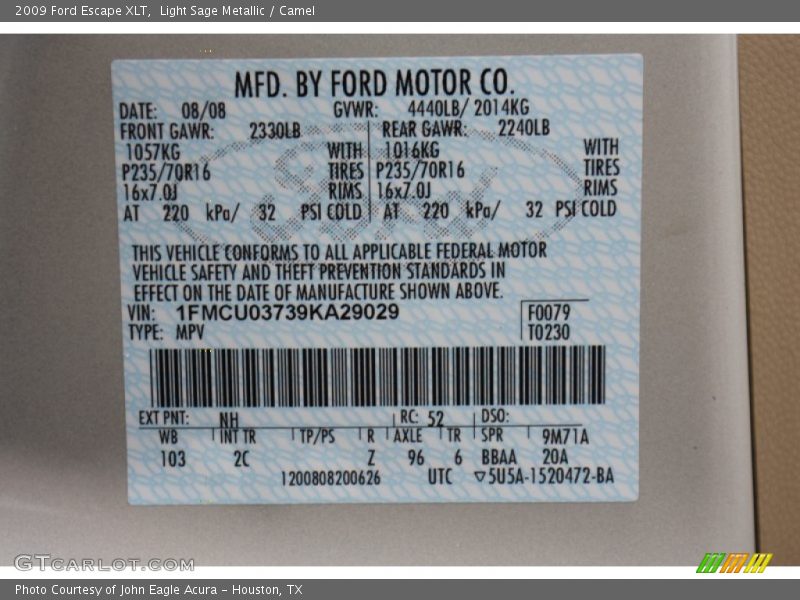 2009 Ford Escape XLT, Light Sage Metallic / Camel
MFD. BY FORD MOTOR CO.
DATE: 08/08 GVWR: 4440LB/ 2014KG
FRONT GAWR: 2330LB REAR GAWR: 2240LB
1057KG WITH 1016KG WITH
P235/70R16 TIRES P235/70R16 TIRES
16x7.0J RIMS 16x7.0J RIMS
AT 220 kPa/ 32 PSI COLD AT 220 kPa/ 32 PSI COLD
THIS VEHICLE CONFORMS TO ALL APPLICABLE FEDERAL MOTOR
VEHICLE SAFETY AND THEFT PREVENTION STANDARDS IN
EFFECT ON THE DATE OF MANUFACTURE SHOWN ABOVE.
VIN: 1FMCU03739KA29029 F0079
TYPE: MPV T0230
EXT PNT: NH RC: 52 DSO:
WB INT TR TP/PS R AXLE TR SPR 9M71A
103 2C Z 96 6 BBAA 20A
1200808200626 UTC ▽5U5A-1520472-BA
GTCARLOT.COM
Photo Courtesy of John Eagle Acura - Houston, TX